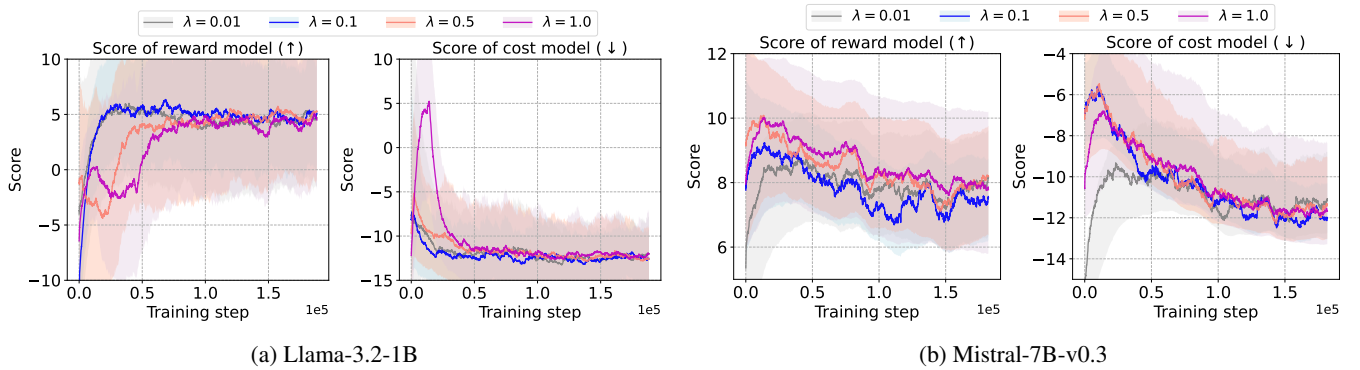 λ = 0.01 λ = 0.1 λ = 0.5 λ = 1.0
Score of reward model (↑)
Score
10
5
0
−5
−10
0.0 0.5 1.0 1.5
1e5
Training step
Score of cost model (↓)
Score
10
5
0
−5
−10
−15
0.0 0.5 1.0 1.5
1e5
Training step
(a) Llama-3.2-1B
λ = 0.01 λ = 0.1 λ = 0.5 λ = 1.0
Score of reward model (↑)
Score
12
10
8
6
0.0 0.5 1.0 1.5
1e5
Training step
Score of cost model (↓)
Score
−4
−6
−8
−10
−12
−14
0.0 0.5 1.0 1.5
1e5
Training step
(b) Mistral-7B-v0.3